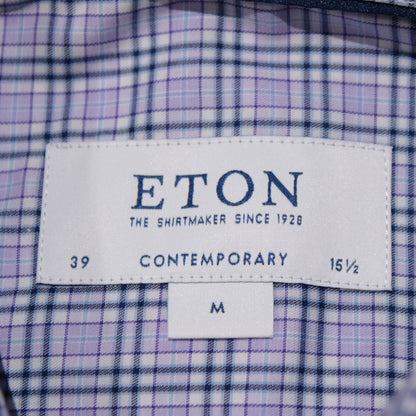 ETON
THE SHIRTMAKER SINCE 1928
39 CONTEMPORARY 15½
M